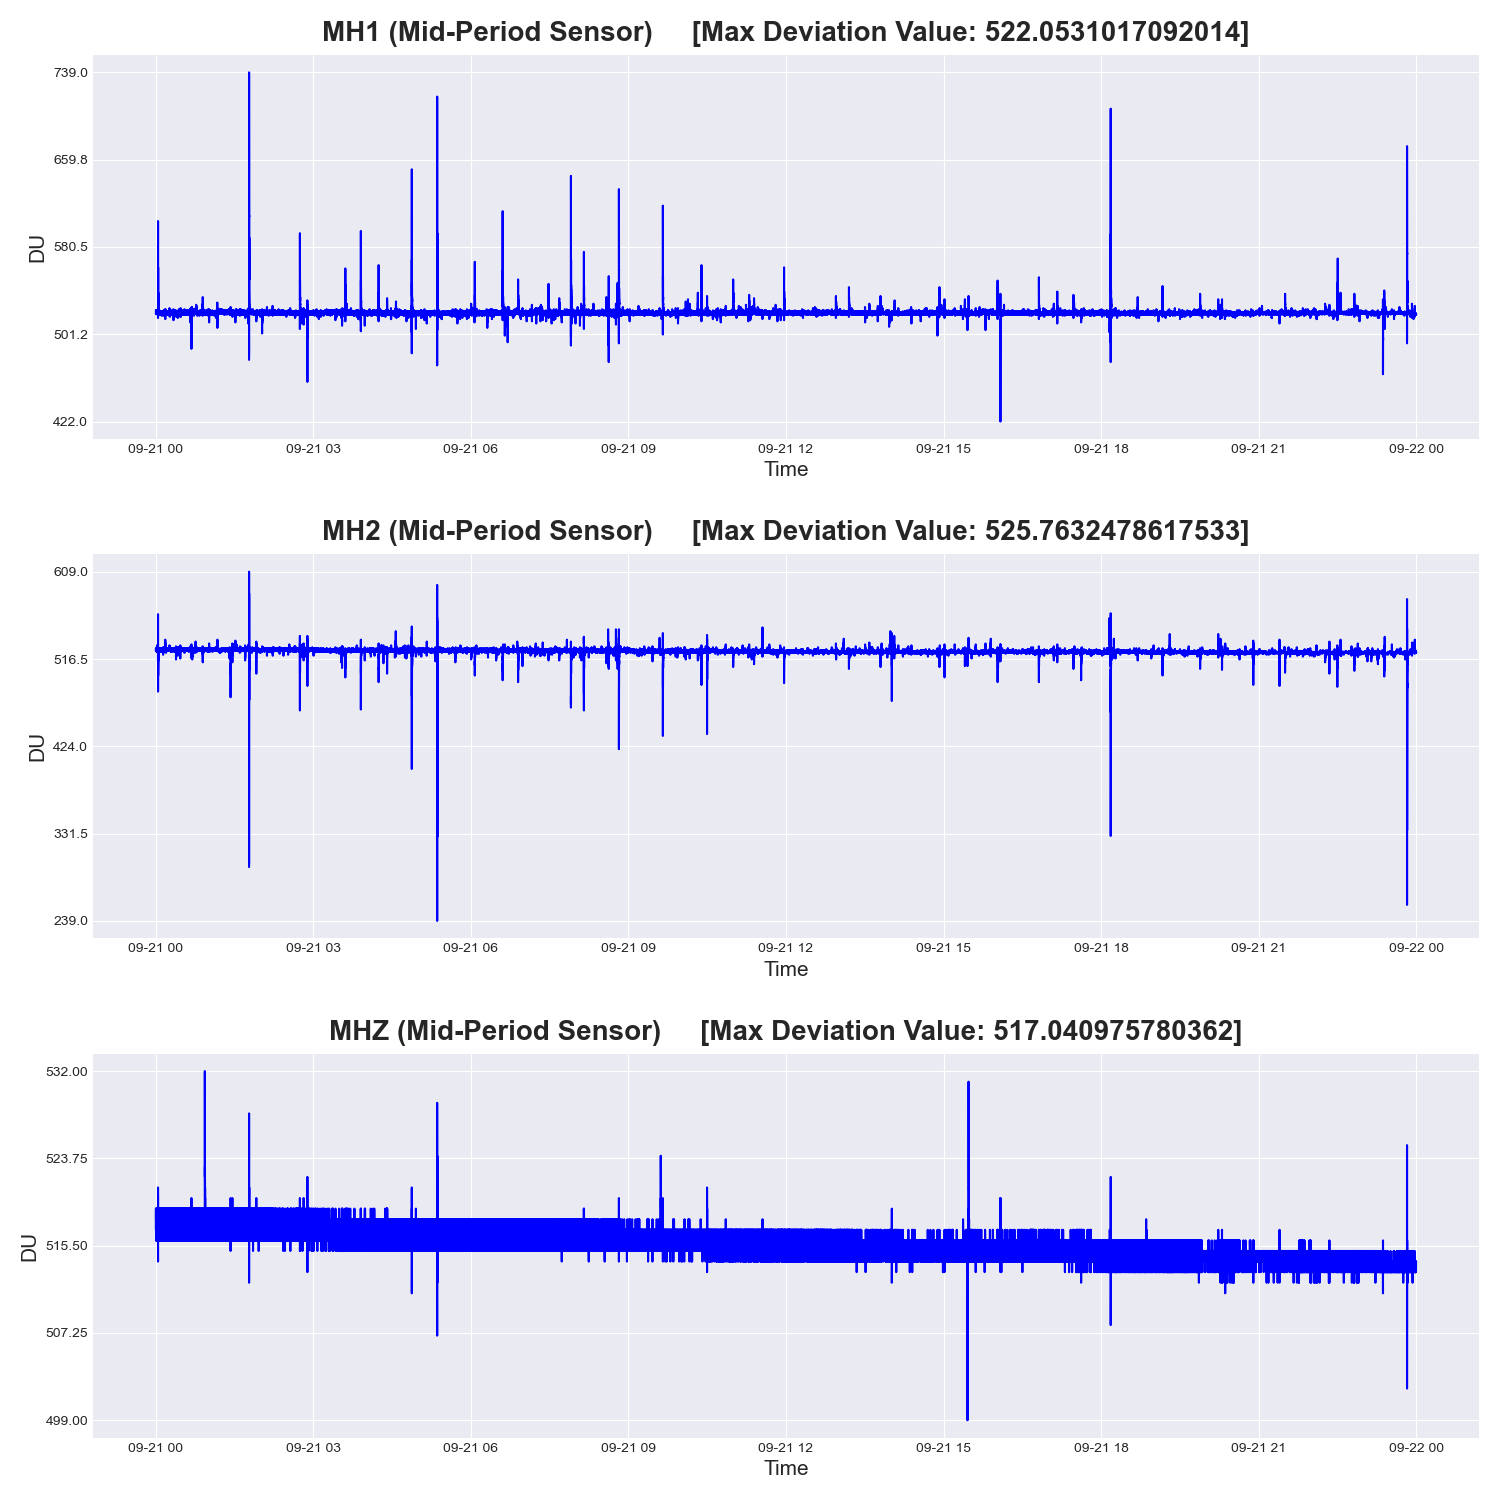 MH1 (Mid-Period Sensor) [Max Deviation Value: 522.0531017092014]
739.0
659.8
580.5
501.2
422.0
DU
09-21 00 09-21 03 09-21 06 09-21 09 09-21 12 09-21 15 09-21 18 09-21 21 09-22 00
Time
MH2 (Mid-Period Sensor) [Max Deviation Value: 525.7632478617533]
609.0
516.5
424.0
331.5
239.0
DU
09-21 00 09-21 03 09-21 06 09-21 09 09-21 12 09-21 15 09-21 18 09-21 21 09-22 00
Time
MHZ (Mid-Period Sensor) [Max Deviation Value: 517.040975780362]
532.00
523.75
515.50
507.25
499.00
DU
09-21 00 09-21 03 09-21 06 09-21 09 09-21 12 09-21 15 09-21 18 09-21 21 09-22 00
Time